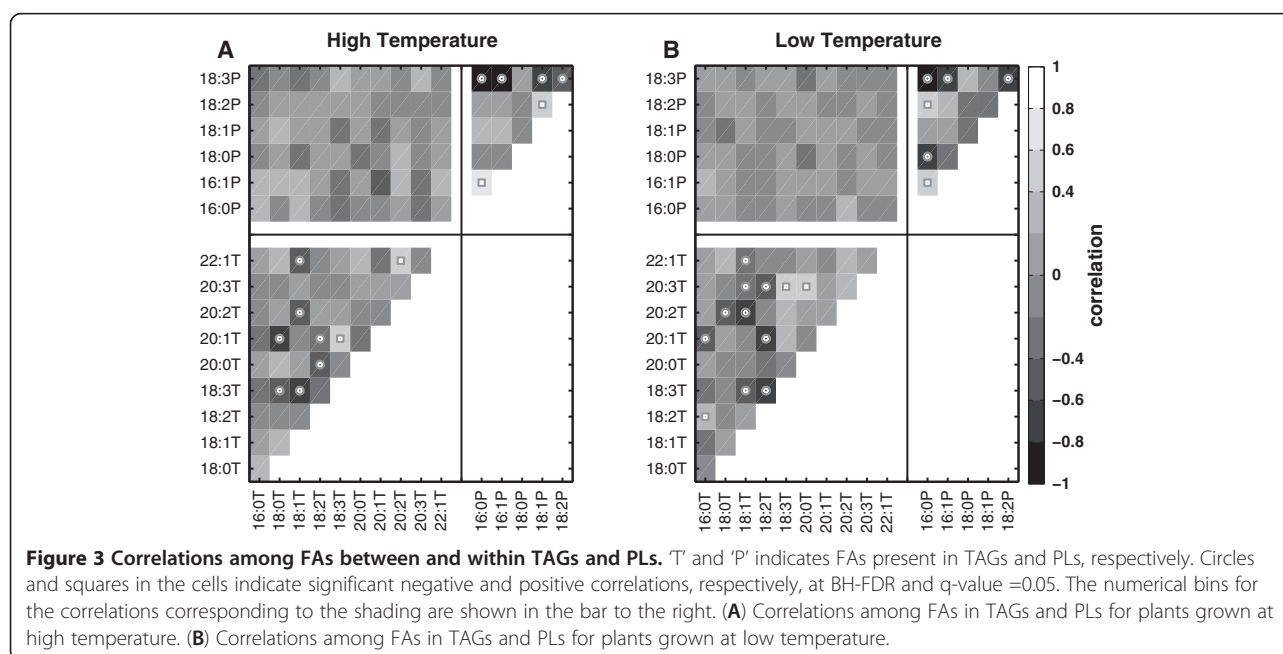 A
High Temperature
B
Low Temperature
18:3P
18:2P
18:1P
18:0P
16:1P
16:0P
22:1T
20:3T
20:2T
20:1T
20:0T
18:3T
18:2T
18:1T
18:0T
16:0T
18:0T
18:1T
18:2T
18:3T
20:0T
20:1T
20:2T
20:3T
22:1T
16:0P
16:1P
18:0P
18:1P
18:2P
18:3P
18:2P
18:1P
18:0P
16:1P
16:0P
22:1T
20:3T
20:2T
20:1T
20:0T
18:3T
18:2T
18:1T
18:0T
16:0T
18:0T
18:1T
18:2T
18:3T
20:0T
20:1T
20:2T
20:3T
22:1T
16:0P
16:1P
18:0P
18:1P
18:2P
1
0.8
0.6
0.4
0
−0.4
−0.6
−0.8
−1
correlation
Figure 3 Correlations among FAs between and within TAGs and PLs. 'T' and 'P' indicates FAs present in TAGs and PLs, respectively. Circles
and squares in the cells indicate significant negative and positive correlations, respectively, at BH-FDR and q-value =0.05. The numerical bins for
the correlations corresponding to the shading are shown in the bar to the right. (A) Correlations among FAs in TAGs and PLs for plants grown at
high temperature. (B) Correlations among FAs in TAGs and PLs for plants grown at low temperature.